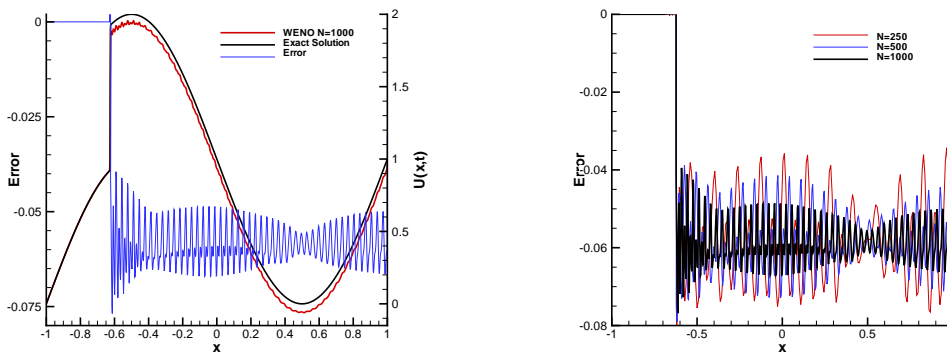 WENO N=1000
Exact Solution
Error
Error
0
-0.025
-0.05
-0.075
U(x,t)
2
1.5
1
0.5
0
-1 -0.8 -0.6 -0.4 -0.2 0 0.2 0.4 0.6 0.8 1
x
N=250
N=500
N=1000
Error
0
-0.02
-0.04
-0.06
-0.08
-1 -0.5 0 0.5
x